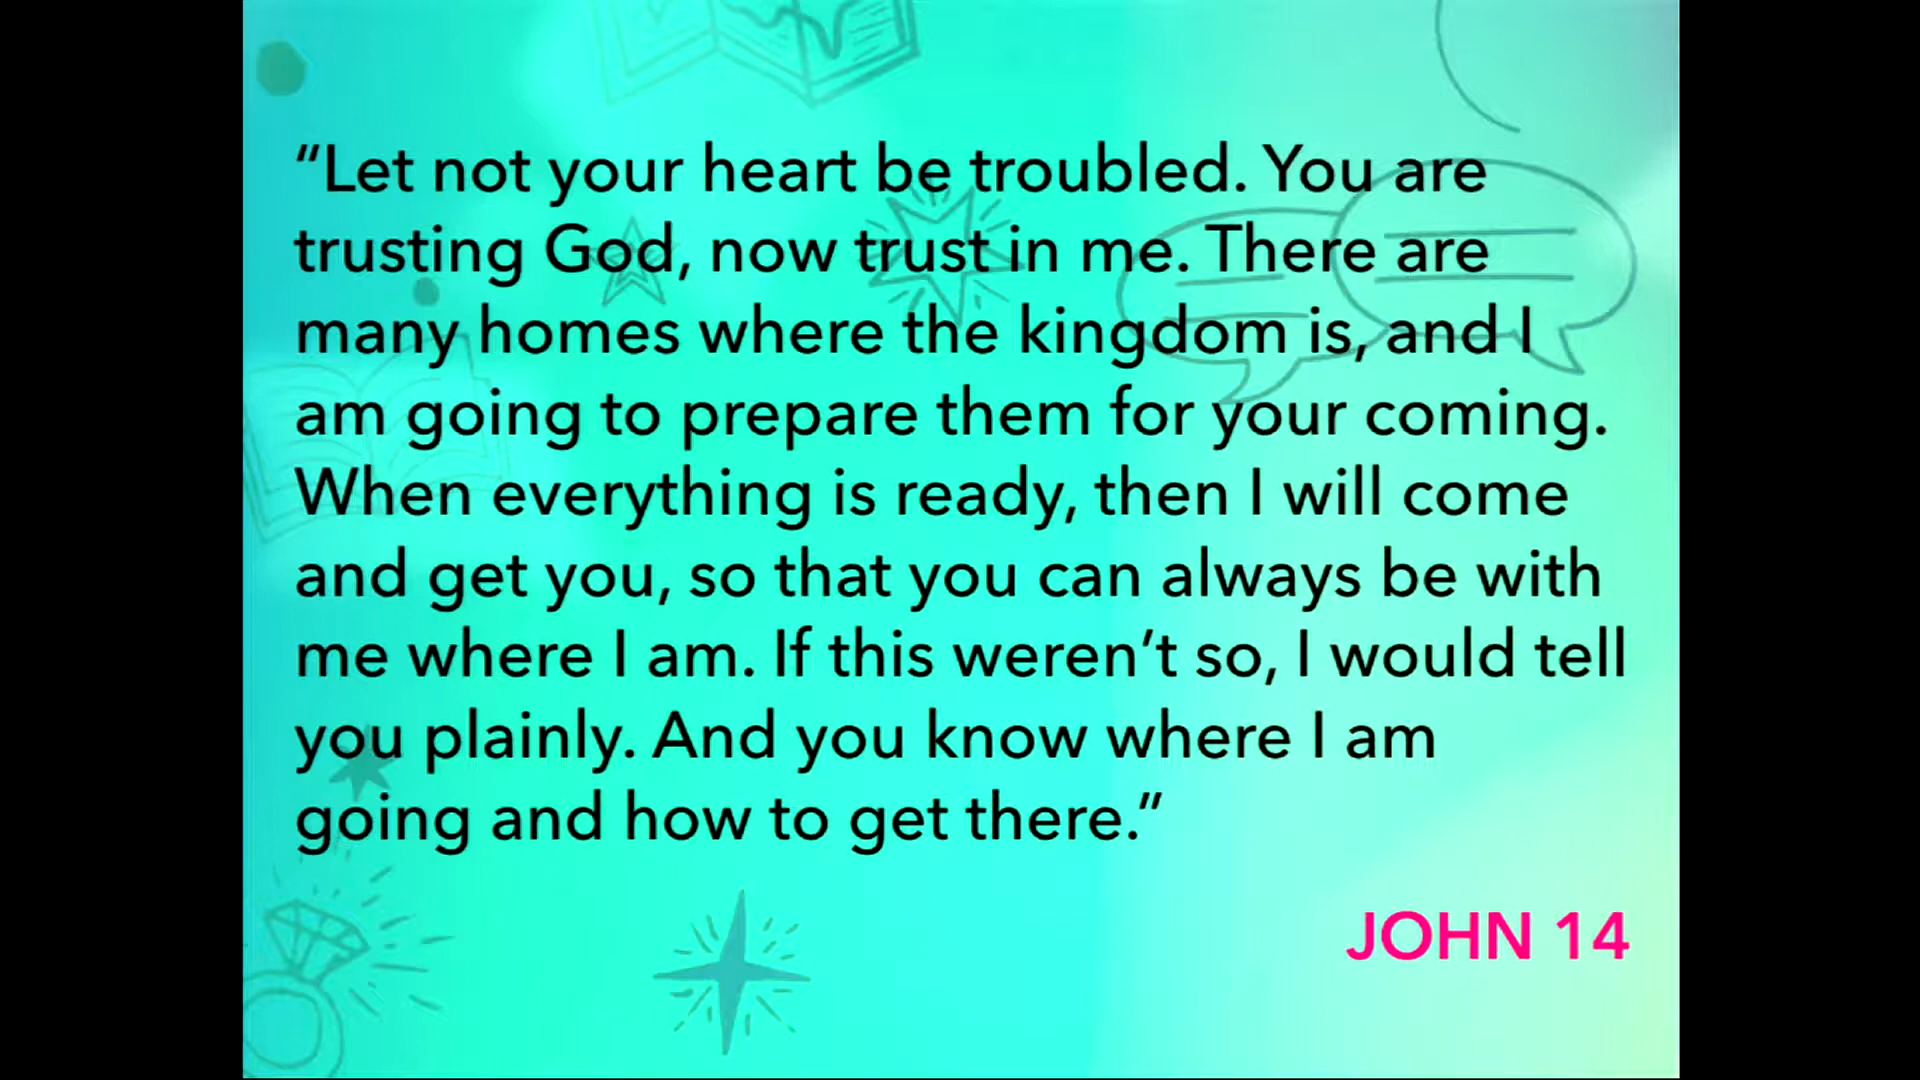 “Let not your heart be troubled. You are
trusting God, now trust in me. There are
many homes where the kingdom is, and I
am going to prepare them for your coming.
When everything is ready, then I will come
and get you, so that you can always be with
me where I am. If this weren’t so, I would tell
you plainly. And you know where I am
going and how to get there.”
JOHN 14